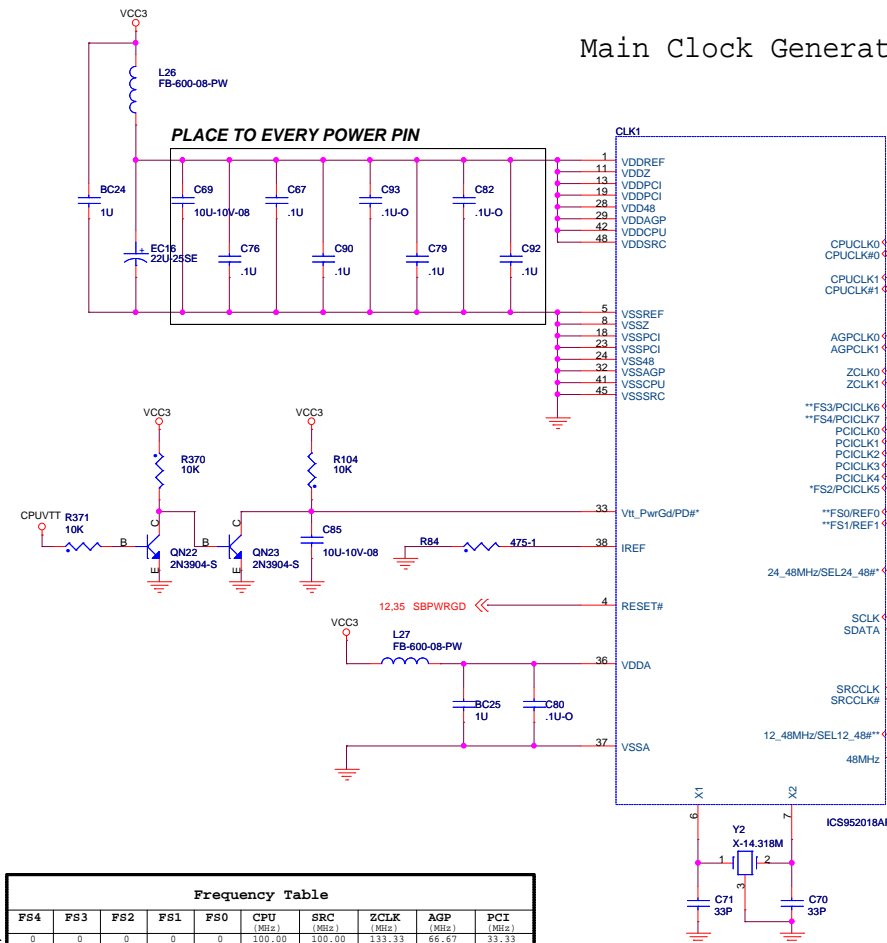 Main Clock Generat
VCC3
L26
FB-600-08-PW
PLACE TO EVERY POWER PIN
BC24
1U
EC16
22U-25SE
C69
10U-10V-08
C76
.1U
C67
.1U
C90
.1U
C93
.1U-O
C79
.1U
C82
.1U-O
C92
.1U
CLK1
1 VDDREF
11 VDDZ
13 VDDPCI
19 VDDPCI
28 VDD48
29 VDDAGP
42 VDDCPU
48 VDDSRC
5 VSSREF
8 VSSZ
18 VSSPCI
23 VSSPCI
24 VSS48
32 VSSAGP
41 VSSCPU
45 VSSSRC
CPUCLK0
CPUCLK#0
CPUCLK1
CPUCLK#1
AGPCLK0
AGPCLK1
ZCLK0
ZCLK1
**FS3/PCICLK6
**FS4/PCICLK7
PCICLK0
PCICLK1
PCICLK2
PCICLK3
PCICLK4
*FS2/PCICLK5
**FS0/REF0
**FS1/REF1
24_48MHz/SEL24_48#*
SCLK
SDATA
SRCCLK
SRCCLK#
12_48MHz/SEL12_48#**
48MHz
VCC3
R370
10K
VCC3
R104
10K
CPUVTT
R371
10K
B
C
E
QN22
2N3904-S
B
C
E
QN23
2N3904-S
C85
10U-10V-08
33 Vtt_PwrGd/PD#*
R84
475-1
38 IREF
12,35 SBPWRGD
4 RESET#
VCC3
L27
FB-600-08-PW
36 VDDA
BC25
1U
C80
.1U-O
37 VSSA
X1
X2
6
7
ICS952018AF
Y2
X-14.318M
1
2
3
C71
33P
C70
33P
Frequency Table
FS4 FS3 FS2 FS1 FS0 CPU SRC ZCLK AGP PCI
(MHz) (MHz) (MHz) (MHz) (MHz)
0 0 0 0 0 100.00 100.00 133.33 66.67 33.33